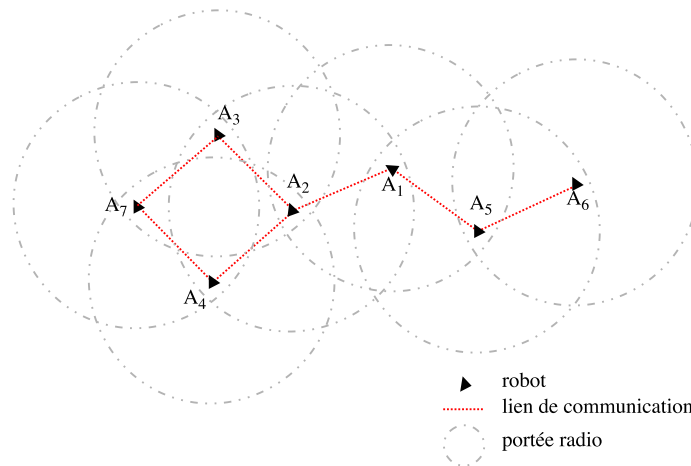 A3
A2
A7
A1
A5
A6
A4
robot
lien de communication
portée radio